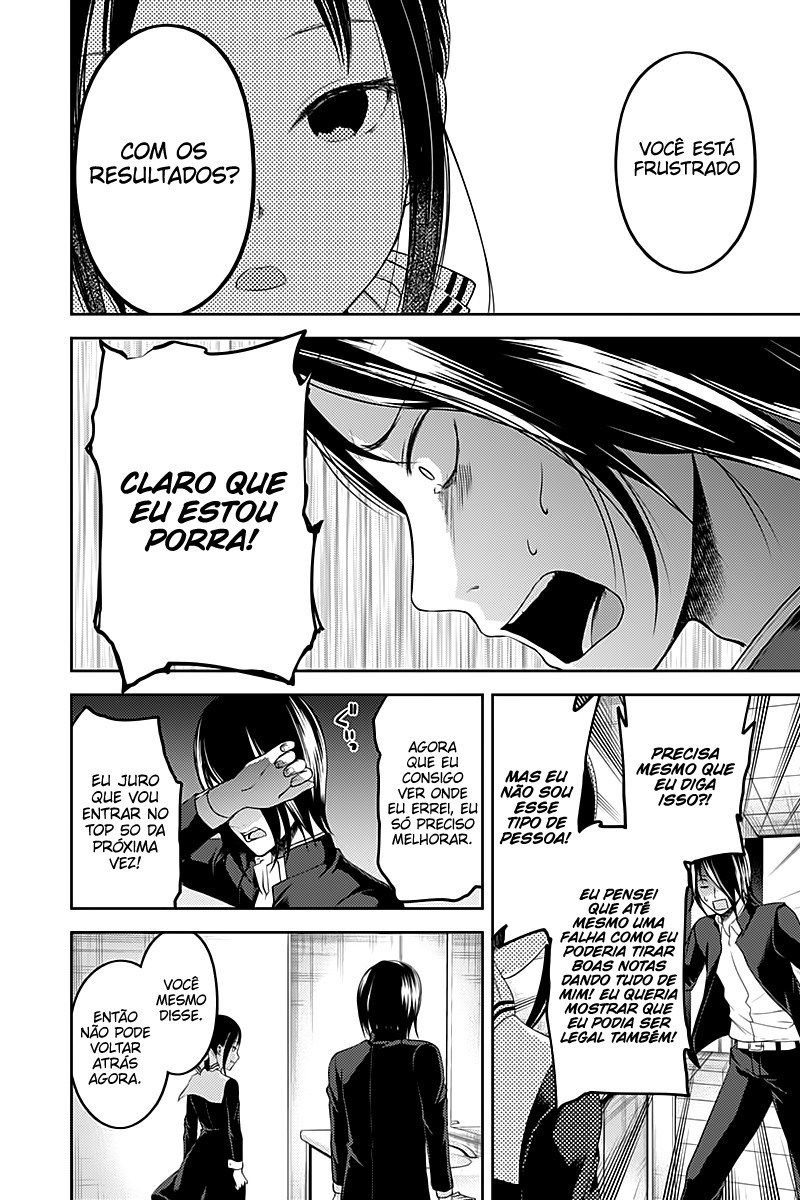 VOCÊ ESTÁ
FRUSTRADO
COM OS
RESULTADOS?
CLARO QUE
EU ESTOU
PORRA!
PRECISA
MESMO QUE
EU DIGA
ISSO?!
MAS EU
NÃO SOU
ESSE
TIPO DE
PESSOA!
EU PENSEI
QUE ATÉ
MESMO UMA
FALHA COMO EU
PODERIA TIRAR
BOAS NOTAS
DANDO TUDO DE
MIM! EU QUERIA
MOSTRAR QUE
EU PODIA SER
LEGAL TAMBÉM!
AGORA
QUE EU
CONSIGO
VER ONDE
EU ERREI, EU
SÓ PRECISO
MELHORAR.
ぐいっ
EU JURO
QUE VOU
ENTRAR NO
TOP 50 DA
PRÓXIMA
VEZ!
VOCÊ
MESMO
DISSE.
ENTÃO
NÃO PODE
VOLTAR
ATRÁS
AGORA.